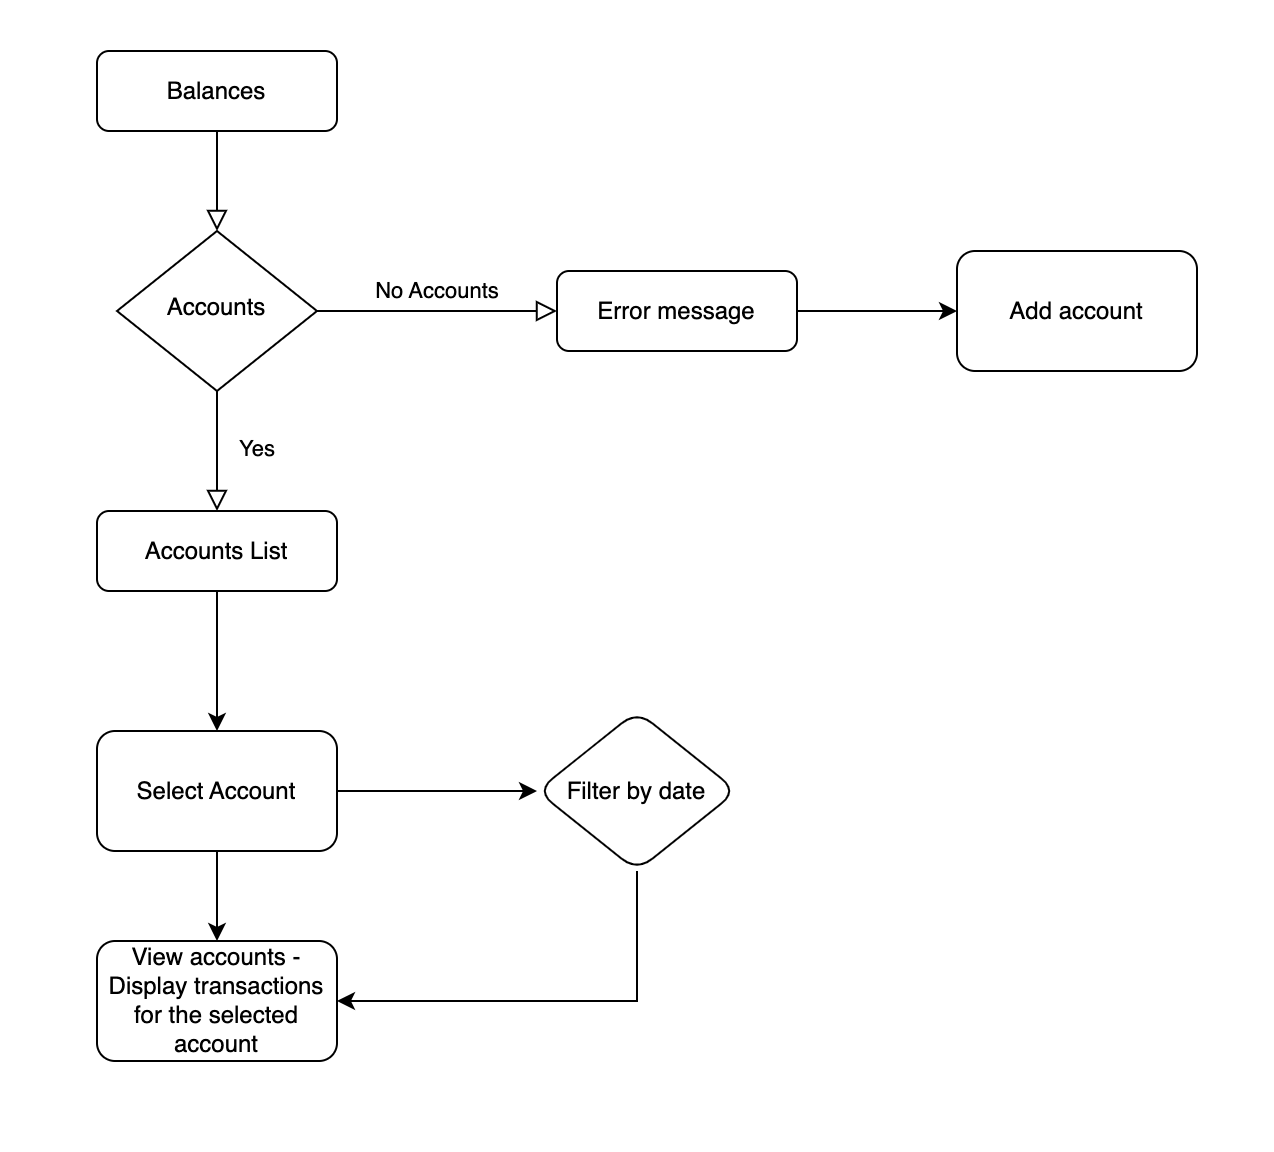 Balances
Accounts
No Accounts
Error message
Add account
Yes
Accounts List
Select Account
Filter by date
View accounts -
Display transactions
for the selected
account